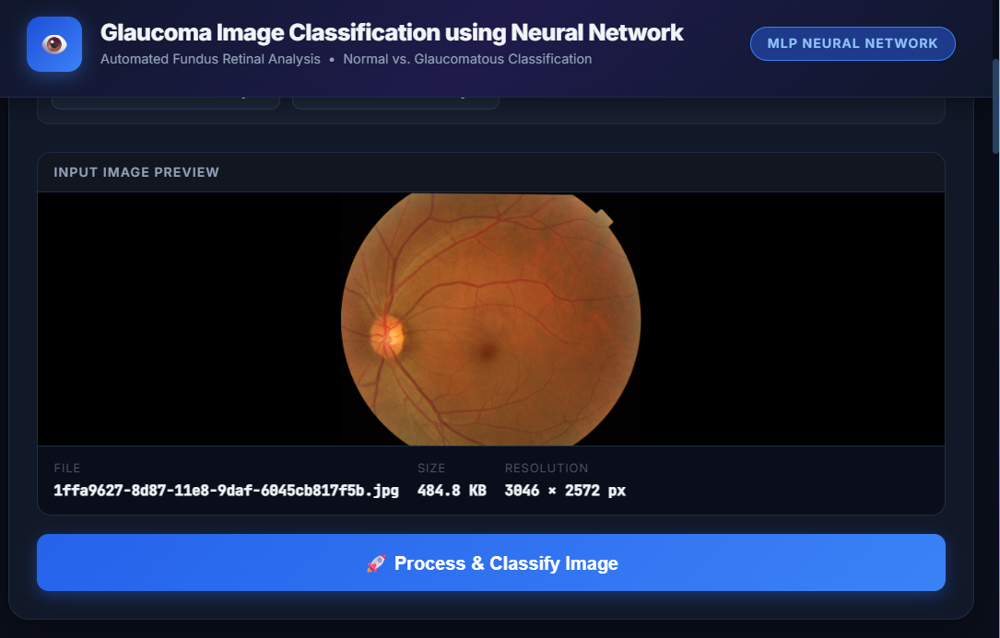 Glaucoma Image Classification using Neural Network
Automated Fundus Retinal Analysis • Normal vs. Glaucomatous Classification
MLP NEURAL NETWORK
INPUT IMAGE PREVIEW
FILE
1ffa9627-8d87-11e8-9daf-6045cb817f5b.jpg
SIZE
484.8 KB
RESOLUTION
3046 × 2572 px
🚀 Process & Classify Image